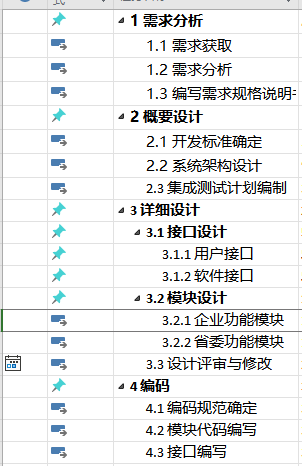 式
1 需求分析
1.1 需求获取
1.2 需求分析
1.3 编写需求规格说明
2 概要设计
2.1 开发标准确定
2.2 系统架构设计
2.3 集成测试计划编制
3 详细设计
3.1 接口设计
3.1.1 用户接口
3.1.2 软件接口
3.2 模块设计
3.2.1 企业功能模块
3.2.2 省委功能模块
3.3 设计评审与修改
4 编码
4.1 编码规范确定
4.2 模块代码编写
4.3 接口编写